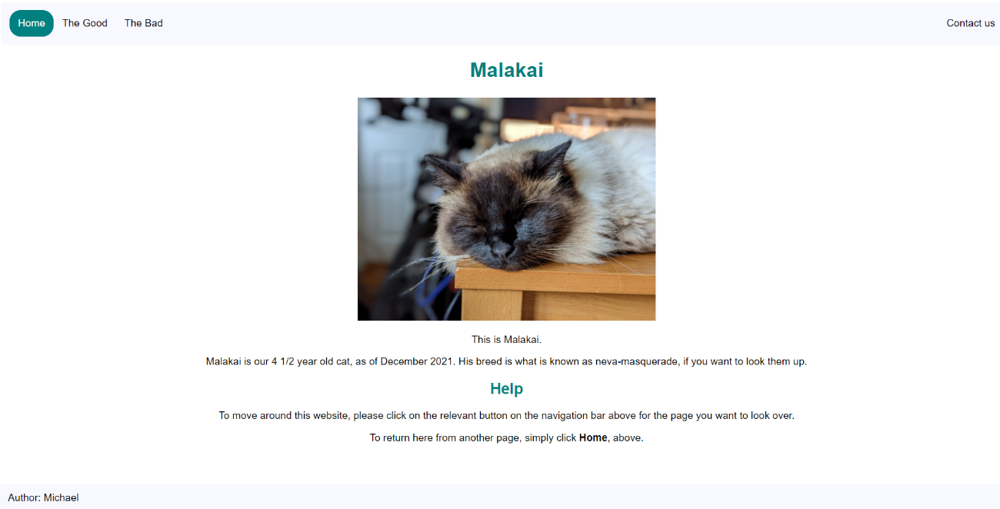 Home The Good The Bad Contact us
Malakai
This is Malakai.
Malakai is our 4 1/2 year old cat, as of December 2021. His breed is what is known as neva-masquerade, if you want to look them up.
Help
To move around this website, please click on the relevant button on the navigation bar above for the page you want to look over.
To return here from another page, simply click Home, above.
Author: Michael